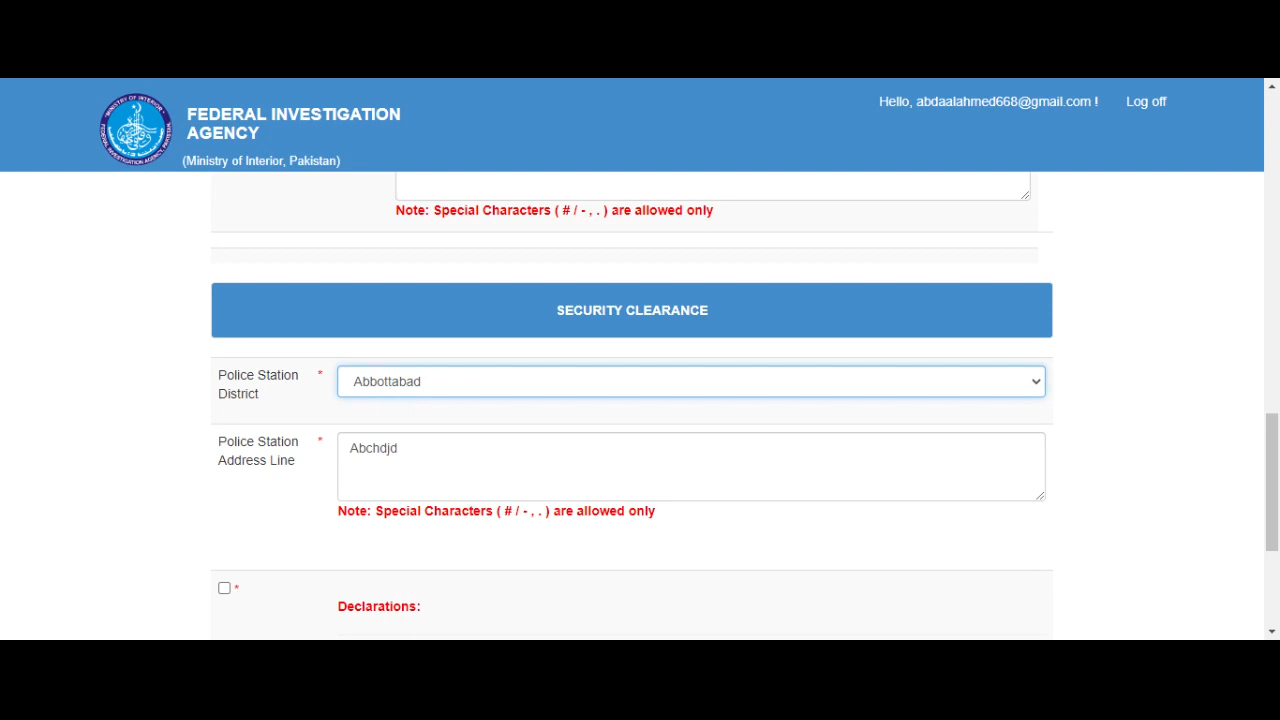 FEDERAL INVESTIGATION
AGENCY
(Ministry of Interior, Pakistan)
Hello, abdaalahmed668@gmail.com !
Log off
Note: Special Characters ( # / - , . ) are allowed only
SECURITY CLEARANCE
Police Station
District
*
Abbottabad
Police Station
Address Line
*
Abchdjd
Note: Special Characters ( # / - , . ) are allowed only
*
Declarations: